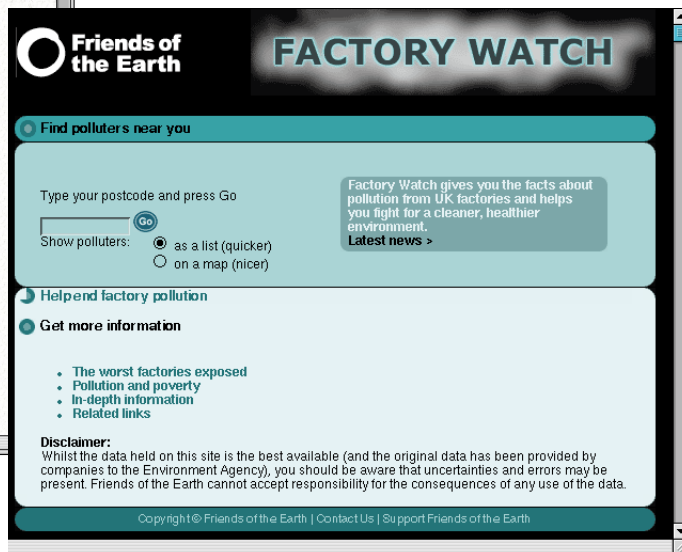 Friends of
the Earth
FACTORY WATCH
Find polluters near you
Type your postcode and press Go
Go
Show polluters:
as a list (quicker)
on a map (nicer)
Factory Watch gives you the facts about
pollution from UK factories and helps
you fight for a cleaner, healthier
environment.
Latest news >
Help end factory pollution
Get more information
The worst factories exposed
Pollution and poverty
In-depth information
Related links
Disclaimer:
Whilst the data held on this site is the best available (and the original data has been provided by
companies to the Environment Agency), you should be aware that uncertainties and errors may be
present. Friends of the Earth cannot accept responsibility for the consequences of any use of the data.
Copyright © Friends of the Earth | Contact Us | Support Friends of the Earth